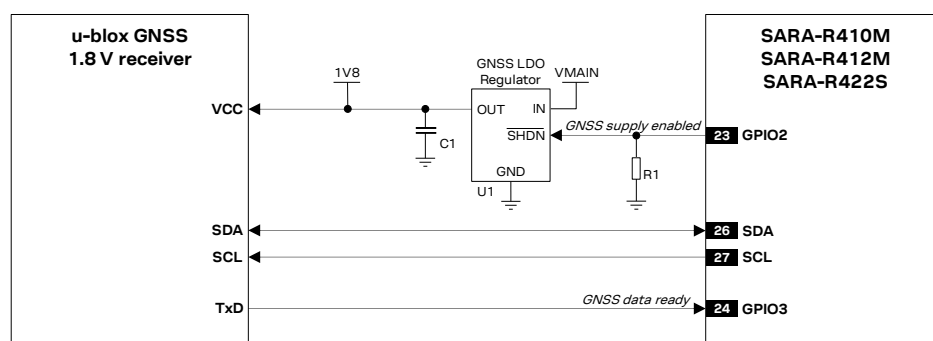 u-blox GNSS
1.8 V receiver
SARA-R410M
SARA-R412M
SARA-R422S
GNSS LDO
Regulator
1V8
VMAIN
VCC
OUT
IN
SHDN
GND
U1
C1
GNSS supply enabled
23 GPIO2
R1
SDA
26 SDA
SCL
27 SCL
TxD
GNSS data ready
24 GPIO3